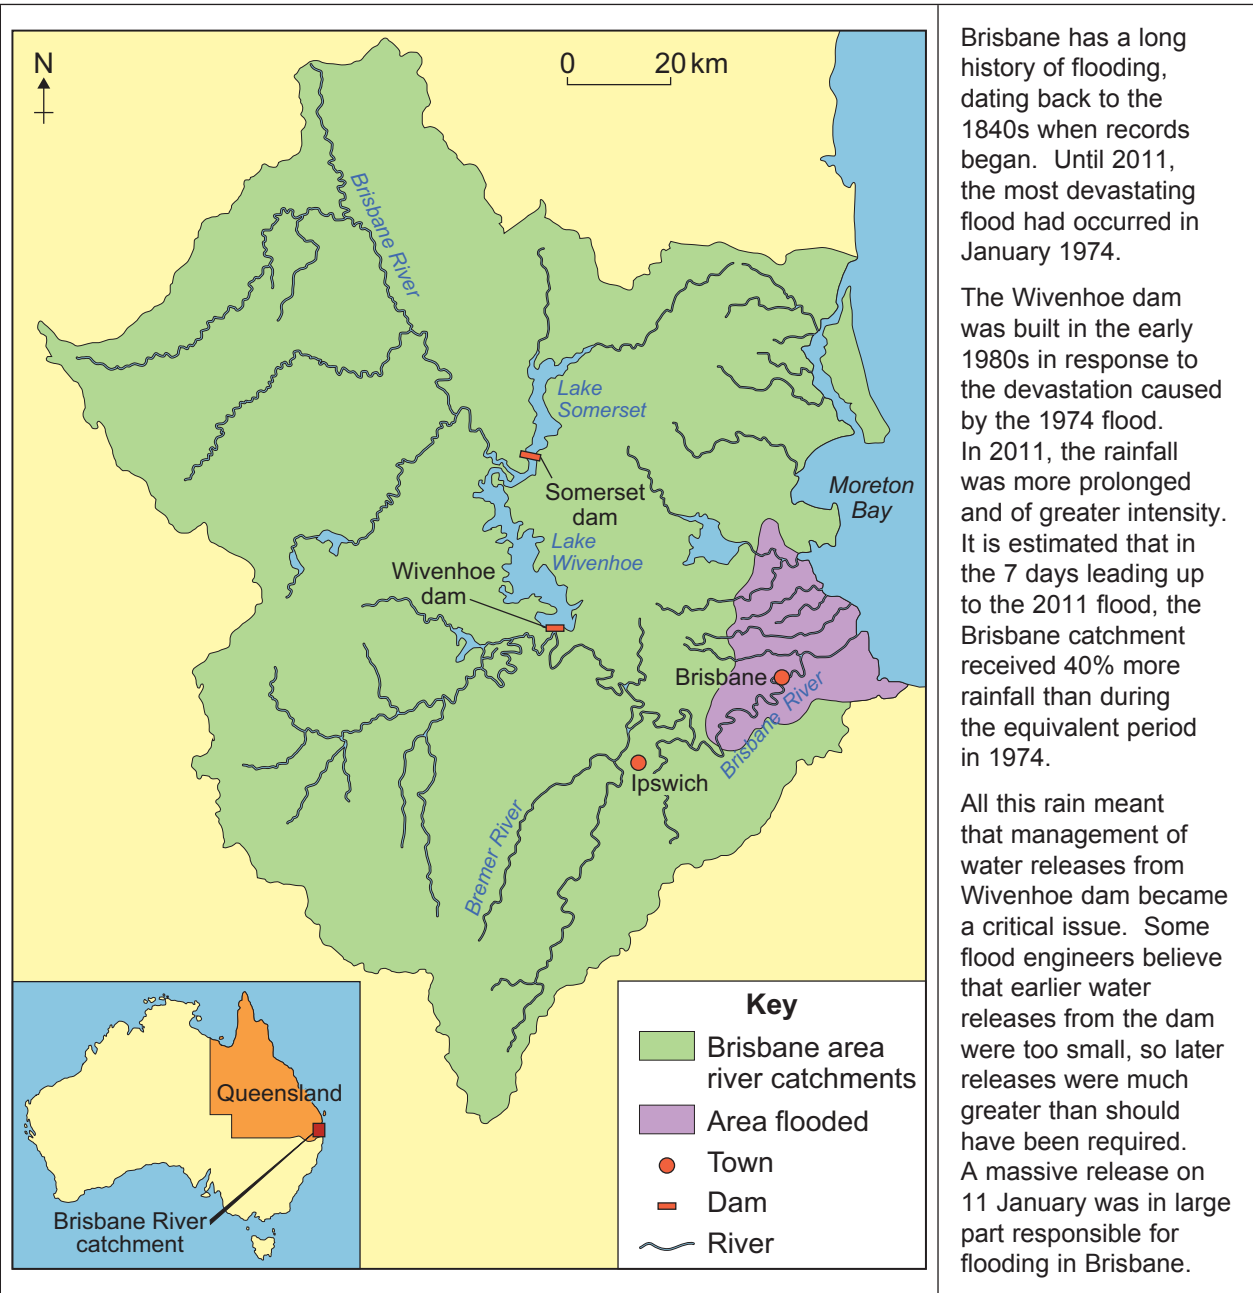 N
0 20 km
Brisbane River
Lake
Somerset
Somerset
dam
Moreton
Bay
Lake
Wivenhoe
Wivenhoe
dam
Brisbane
Brisbane River
Ipswich
Bremer River
Queensland
Brisbane River
catchment
Key
Brisbane area
river catchments
Area flooded
Town
Dam
River
Brisbane has a long
history of flooding,
dating back to the
1840s when records
began. Until 2011,
the most devastating
flood had occurred in
January 1974.
The Wivenhoe dam
was built in the early
1980s in response to
the devastation caused
by the 1974 flood.
In 2011, the rainfall
was more prolonged
and of greater intensity.
It is estimated that in
the 7 days leading up
to the 2011 flood, the
Brisbane catchment
received 40% more
rainfall than during
the equivalent period
in 1974.
All this rain meant
that management of
water releases from
Wivenhoe dam became
a critical issue. Some
flood engineers believe
that earlier water
releases from the dam
were too small, so later
releases were much
greater than should
have been required.
A massive release on
11 January was in large
part responsible for
flooding in Brisbane.